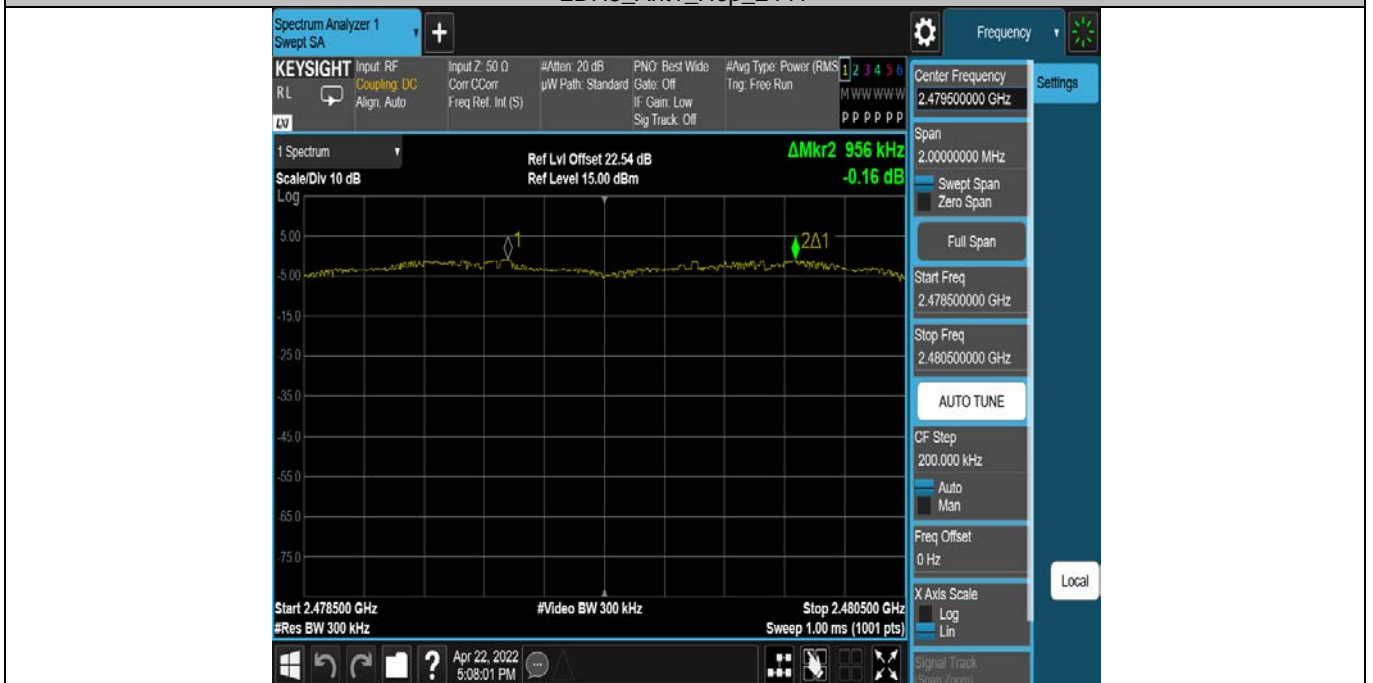 Spectrum Analyzer 1
Swept SA
+
Frequency
KEYSIGHT
RL
LXI
Input: RF
Coupling: DC
Align: Auto
Input Z: 50 Ω
Corr CCorr
Freq Ref: Int (S)
#Atten: 20 dB
µW Path: Standard
PNO: Best Wide
Gate: Off
IF Gain: Low
Sig Track: Off
#Avg Type: Power (RMS
Trig: Free Run
1 2 3 4 5 6
M W W W W W
P P P P P P
1 Spectrum
Scale/Div 10 dB
Log
Ref Lvl Offset 22.54 dB
Ref Level 15.00 dBm
ΔMkr2 956 kHz
-0.16 dB
5.00
-5.00
-15.0
-25.0
-35.0
-45.0
-55.0
-65.0
-75.0
1
2Δ1
Start 2.478500 GHz
#Res BW 300 kHz
#Video BW 300 kHz
Stop 2.480500 GHz
Sweep 1.00 ms (1001 pts)
Apr 22, 2022
5:08:01 PM
?
Center Frequency
2.479500000 GHz
Settings
Span
2.00000000 MHz
Swept Span
Zero Span
Full Span
Start Freq
2.478500000 GHz
Stop Freq
2.480500000 GHz
AUTO TUNE
CF Step
200.000 kHz
Auto
Man
Freq Offset
0 Hz
X Axis Scale
Log
Lin
Local
Signal Track
(Span Zoom)